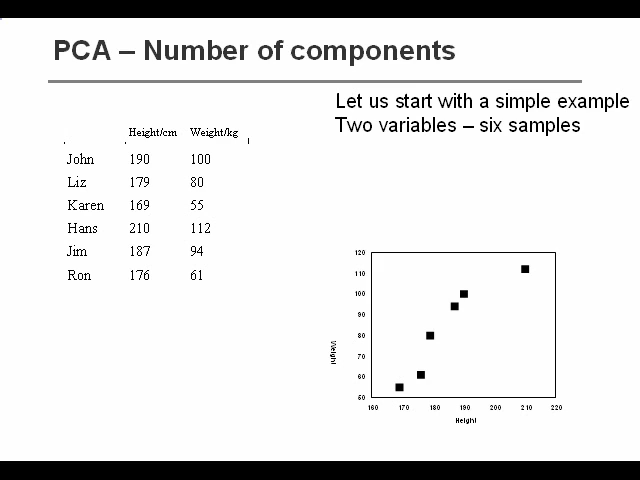 PCA – Number of components
Let us start with a simple example
Two variables – six samples
Height/cm Weight/kg
John 190 100
Liz 179 80
Karen 169 55
Hans 210 112
Jim 187 94
Ron 176 61
120
110
100
90
80
70
60
50
Weight
160 170 180 190 200 210 220
Height